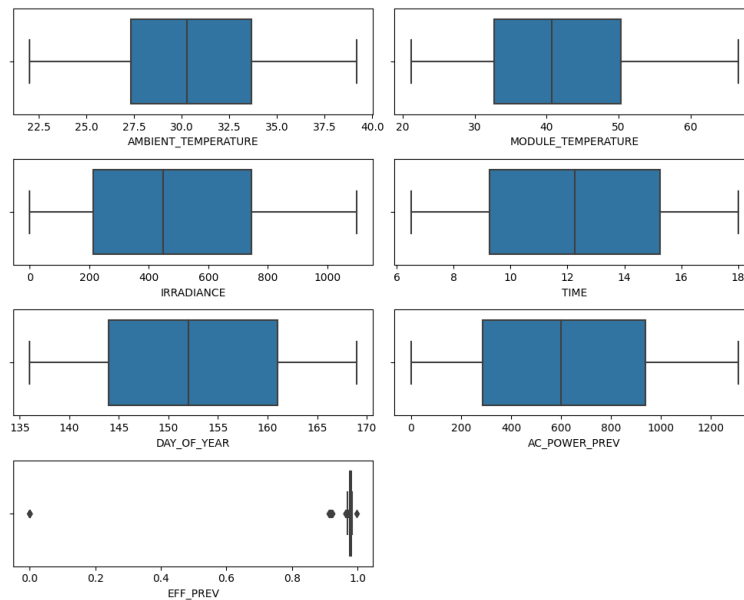 22.5 25.0 27.5 30.0 32.5 35.0 37.5 40.0
AMBIENT_TEMPERATURE
20 30 40 50 60
MODULE_TEMPERATURE
0 200 400 600 800 1000
IRRADIANCE
6 8 10 12 14 16 18
TIME
135 140 145 150 155 160 165 170
DAY_OF_YEAR
0 200 400 600 800 1000 1200
AC_POWER_PREV
0.0 0.2 0.4 0.6 0.8 1.0
EFF_PREV